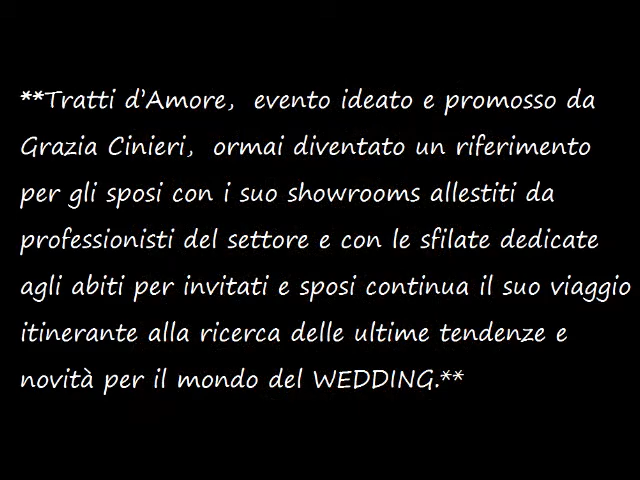 **Tratti d'Amore,  evento ideato e promosso da
Grazia Cinieri,  ormai diventato un riferimento
per gli sposi con i suo showrooms allestiti da
professionisti del settore e con le sfilate dedicate
agli abiti per invitati e sposi continua il suo viaggio
itinerante alla ricerca delle ultime tendenze e
novità per il mondo del WEDDING.**